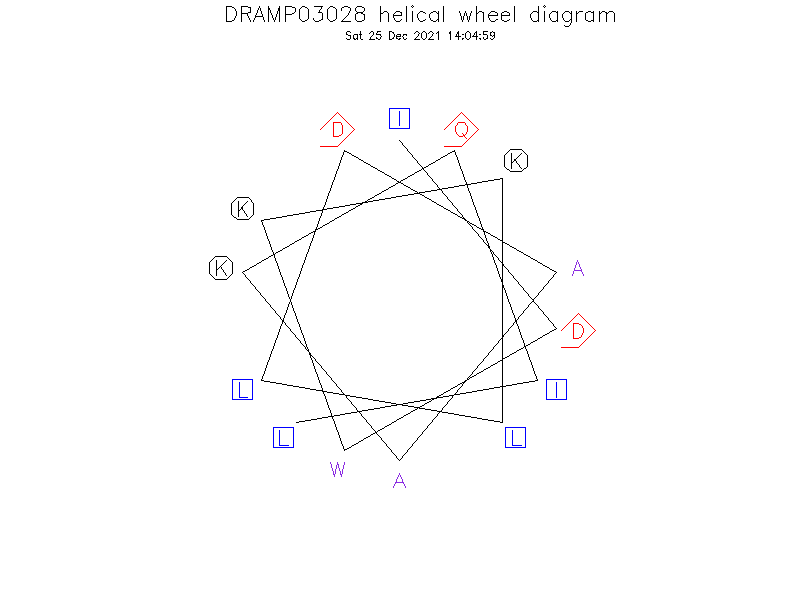 DRAMP03028 helical wheel diagram
Sat 25 Dec 2021 14:04:59
I
D Q
K
K
K A
D
L I
L L
W
A